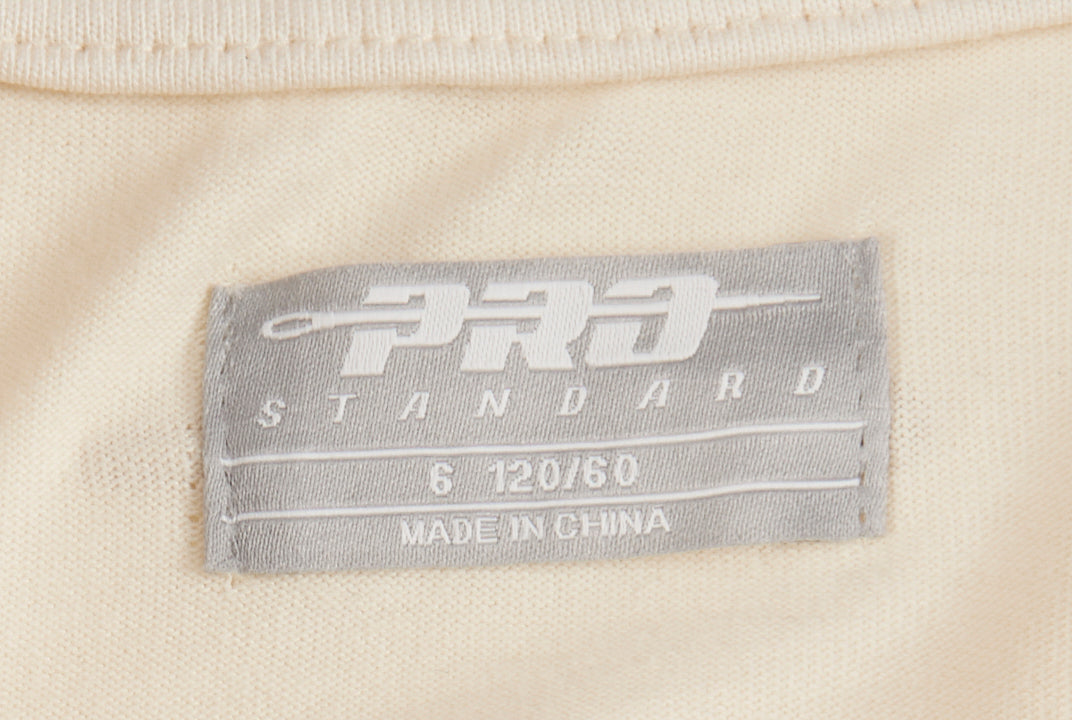 PRO
STANDARD
6 120/60
MADE IN CHINA